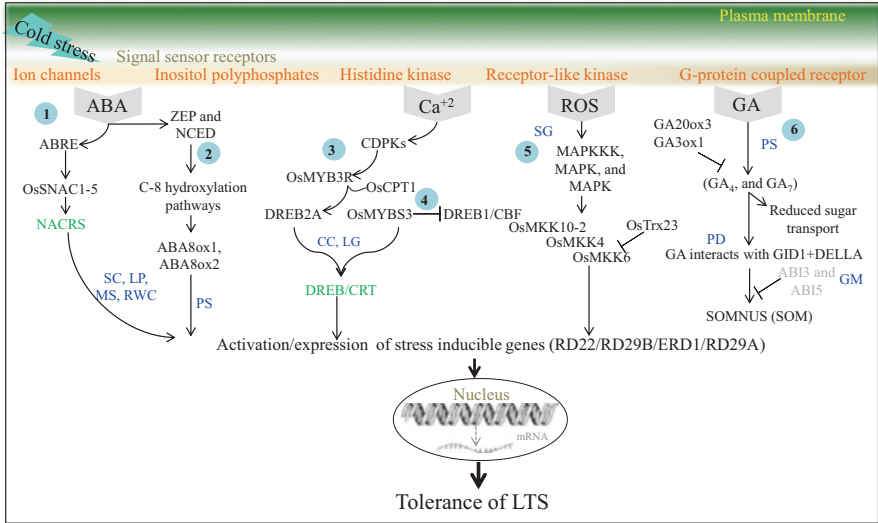 Plasma membrane
Cold stress
Signal sensor receptors
Ion channels
Inositol polyphosphates
Histidine kinase
Receptor-like kinase
G-protein coupled receptor
ABA
Ca+2
ROS
GA
1
ABRE
OsSNAC1-5
NACRS
SC, LP,
MS, RWC
ZEP and
NCED
2
C-8 hydroxylation
pathways
ABA8ox1,
ABA8ox2
PS
3
CDPKs
OsMYB3R
OsCPT1
4
DREB2A
OsMYBS3
DREB1/CBF
CC, LG
DREB/CRT
SG
5
MAPKKK,
MAPK, and
MAPK
OsMKK10-2
OsMKK4
OsMKK6
OsTrx23
GA20ox3
GA3ox1
6
PS
(GA4, and GA7)
Reduced sugar
transport
PD
GA interacts with GID1+DELLA
ABI3 and
ABI5
GM
SOMNUS (SOM)
Activation/expression of stress inducible genes (RD22/RD29B/ERD1/RD29A)
Nucleus
mRNA
Tolerance of LTS